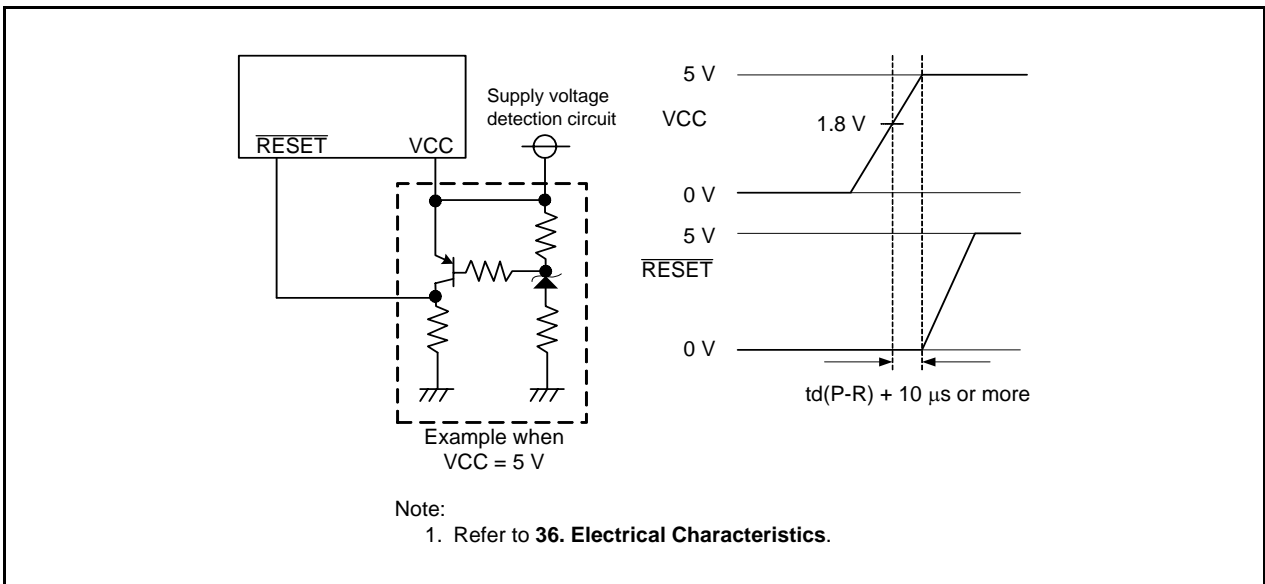 Supply voltage
detection circuit
RESET VCC
Example when
VCC = 5 V
5 V
VCC
1.8 V
0 V
5 V
RESET
0 V
td(P-R) + 10 μs or more
Note:
1. Refer to 36. Electrical Characteristics.